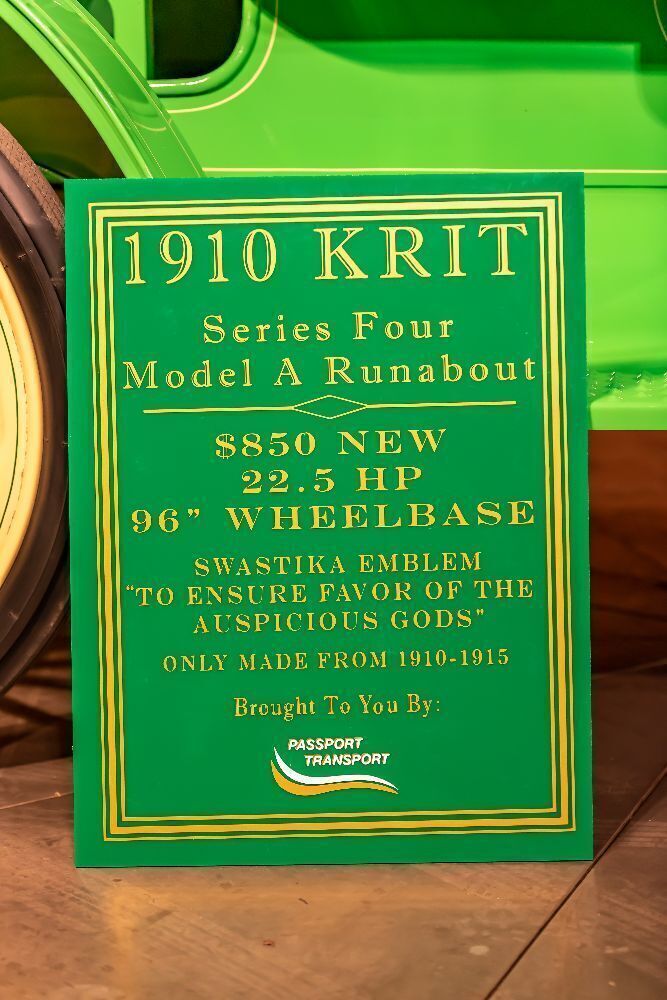 1910 KRIT
Series Four
Model A Runabout
$850 NEW
22.5 HP
96” WHEELBASE
SWASTIKA EMBLEM
“TO ENSURE FAVOR OF THE
AUSPICIOUS GODS”
ONLY MADE FROM 1910-1915
Brought To You By:
PASSPORT
TRANSPORT